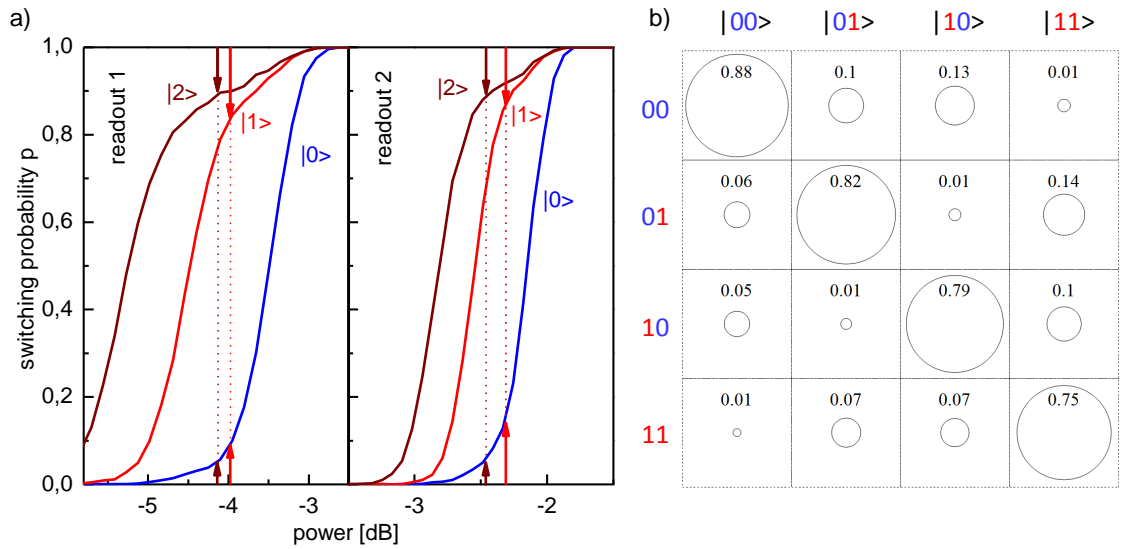 a)
switching probability p
1,0
0,8
0,6
0,4
0,2
0,0
readout 1
|2>
|1>
|0>
readout 2
|2>
|1>
|0>
-5
-4
-3
-3
-2
power [dB]
b)
|00> |01> |10> |11>
00 0.88 0.1 0.13 0.01
01 0.06 0.82 0.01 0.14
10 0.05 0.01 0.79 0.1
11 0.01 0.07 0.07 0.75